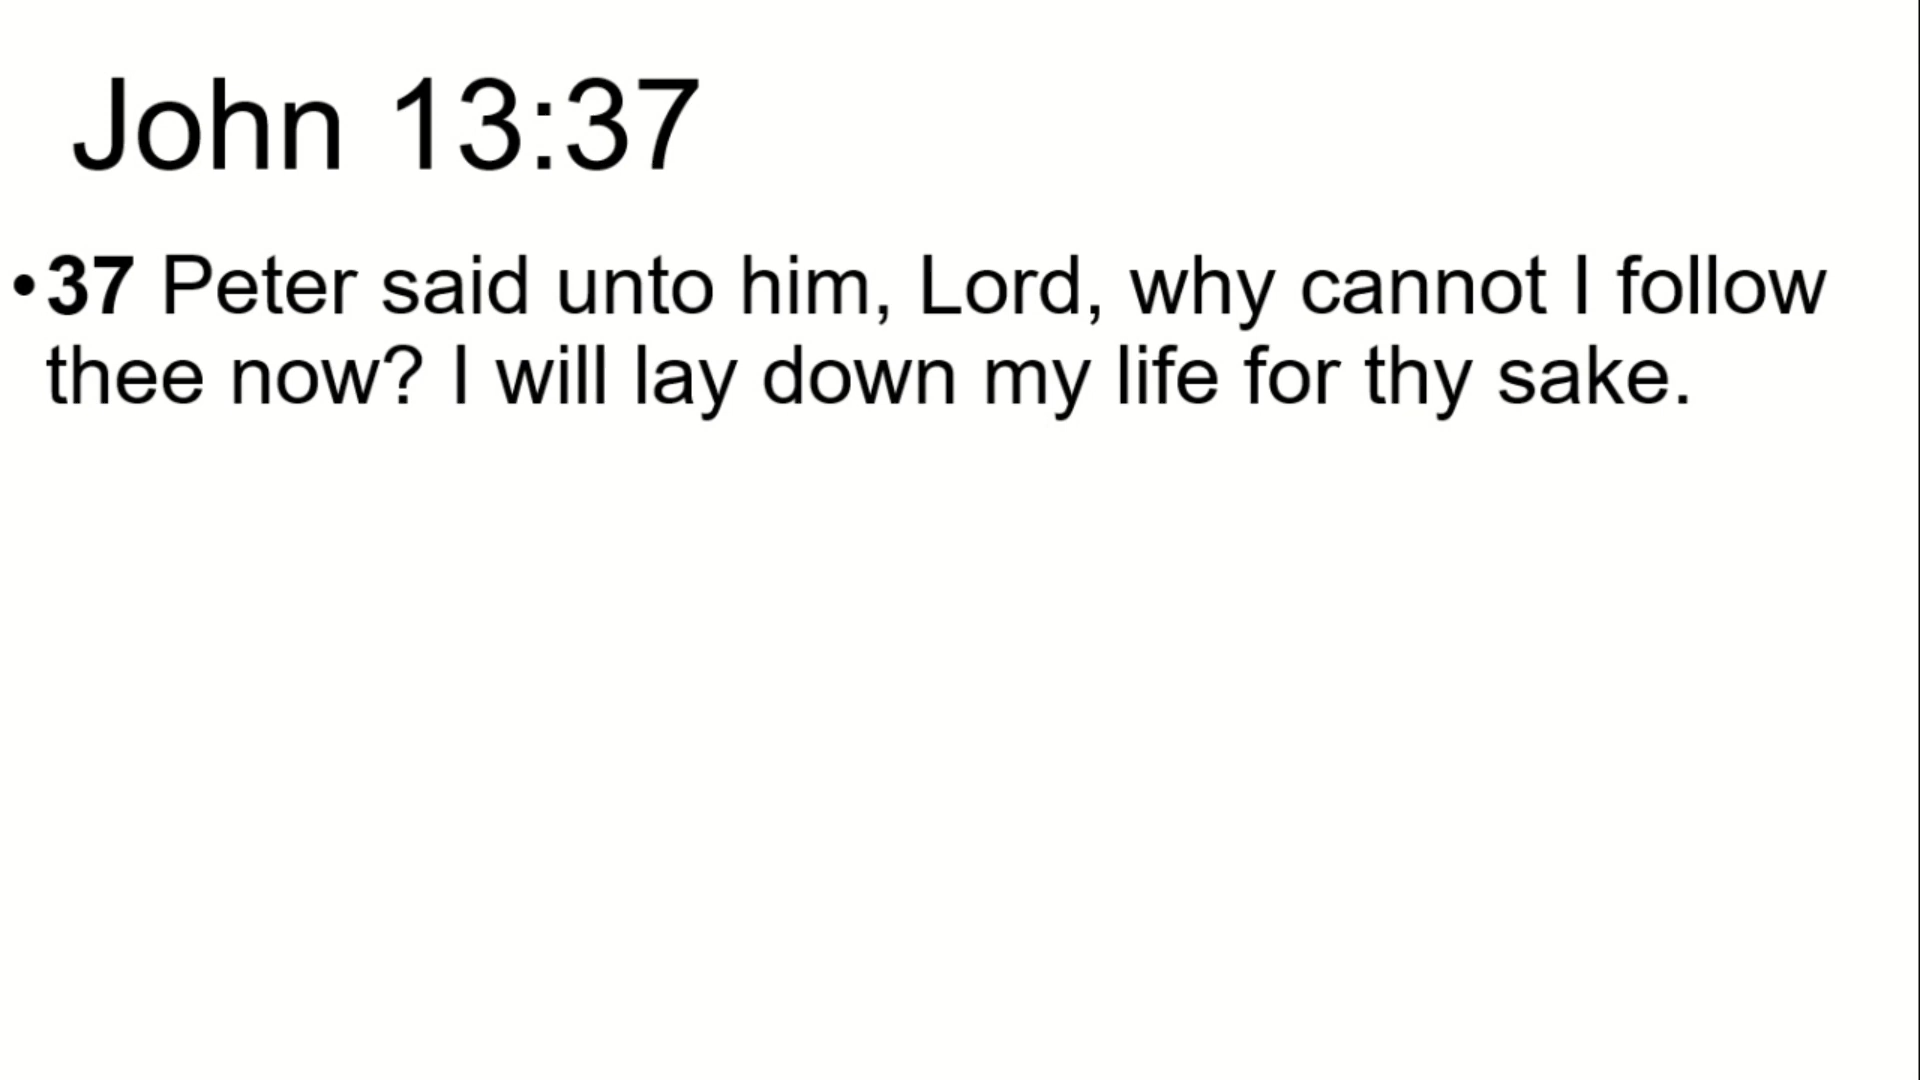 John 13:37
•37 Peter said unto him, Lord, why cannot I follow
thee now? I will lay down my life for thy sake.